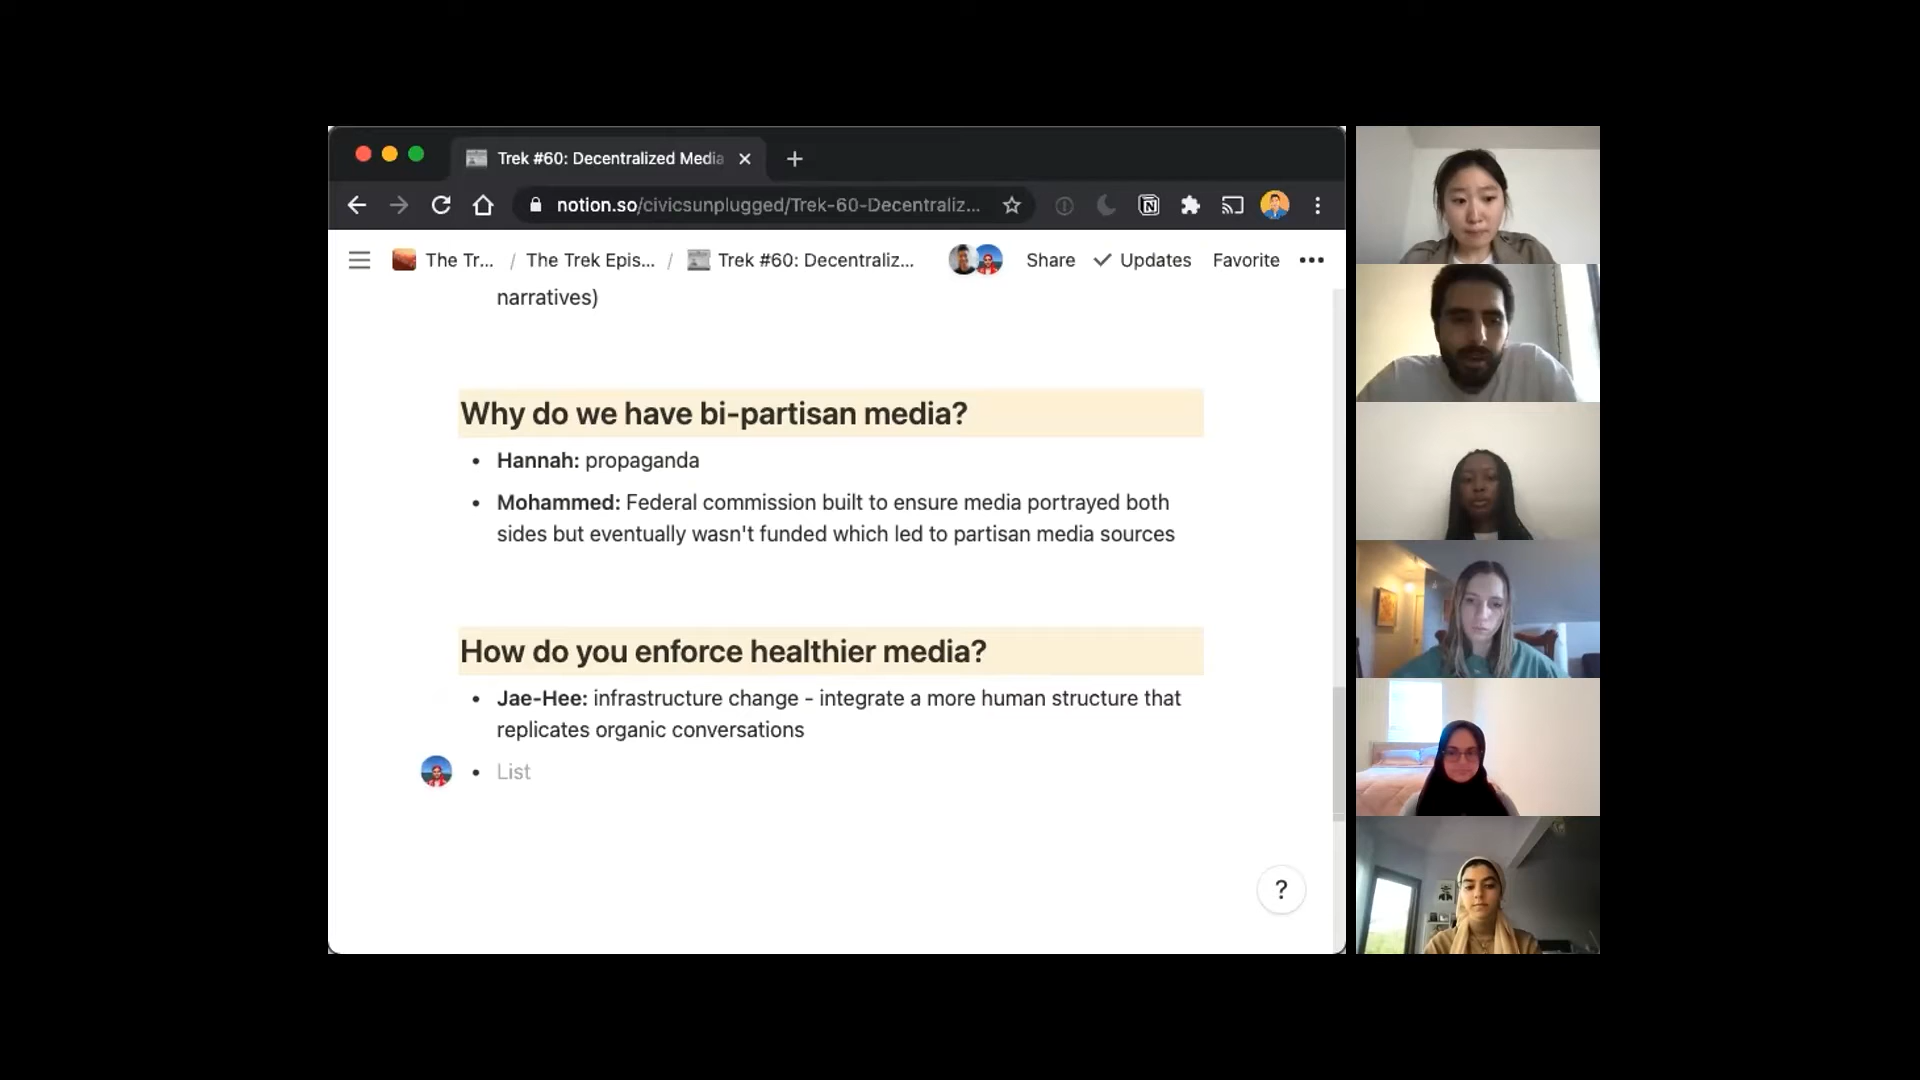 Trek #60: Decentralized Media
notion.so/civicsunplugged/Trek-60-Decentraliz...
The Tr... / The Trek Epis... / Trek #60: Decentraliz... Share Updates Favorite
narratives)
Why do we have bi-partisan media?
• Hannah: propaganda
• Mohammed: Federal commission built to ensure media portrayed both
sides but eventually wasn't funded which led to partisan media sources
How do you enforce healthier media?
• Jae-Hee: infrastructure change - integrate a more human structure that
replicates organic conversations
• List
?